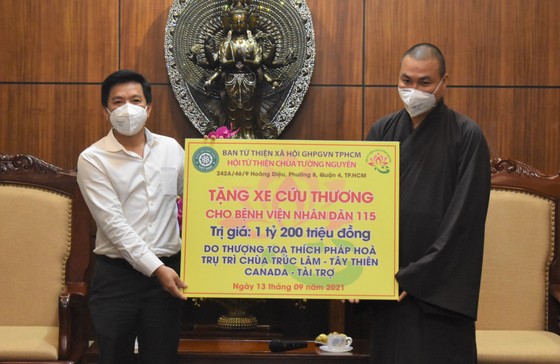 BAN TỪ THIỆN XÃ HỘI GHPGVN TPHCM
HỘI TỪ THIỆN CHÙA TƯỜNG NGUYÊN
242A/46/9 Hoàng Diệu, Phường 8, Quận 4, TP.HCM
TẶNG XE CỨU THƯƠNG
CHO BỆNH VIỆN NHÂN DÂN 115
Trị giá: 1 tỷ 200 triệu đồng
DO THƯỢNG TOẠ THÍCH PHÁP HOÀ
TRỤ TRÌ CHÙA TRÚC LÂM - TÂY THIÊN
CANADA - TÀI TRỢ
Ngày 13 tháng 09 năm 2021